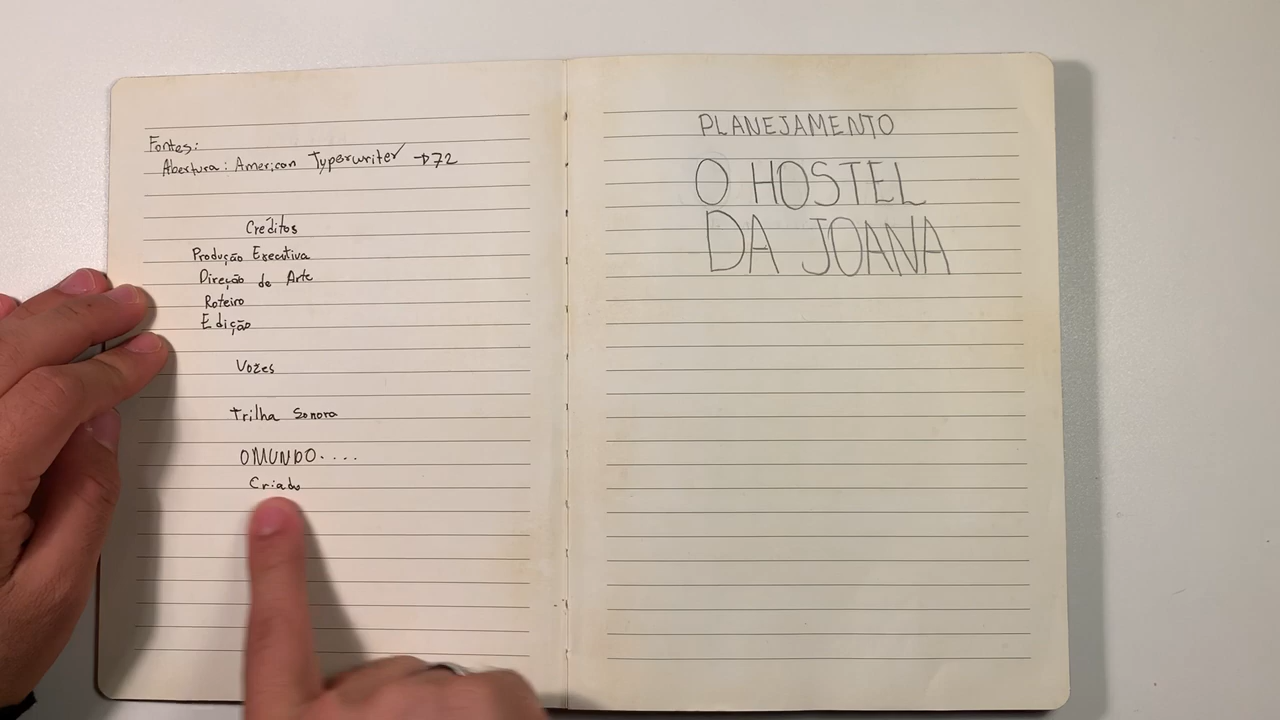 Fontes:
Abertura: American Typerwriter → 72
Créditos
Produção Executiva
Direção de Arte
Roteiro
Edição
Vozes
Trilha Sonora
O MUNDO....
Criado
PLANEJAMENTO
O HOSTEL
DA JOANA